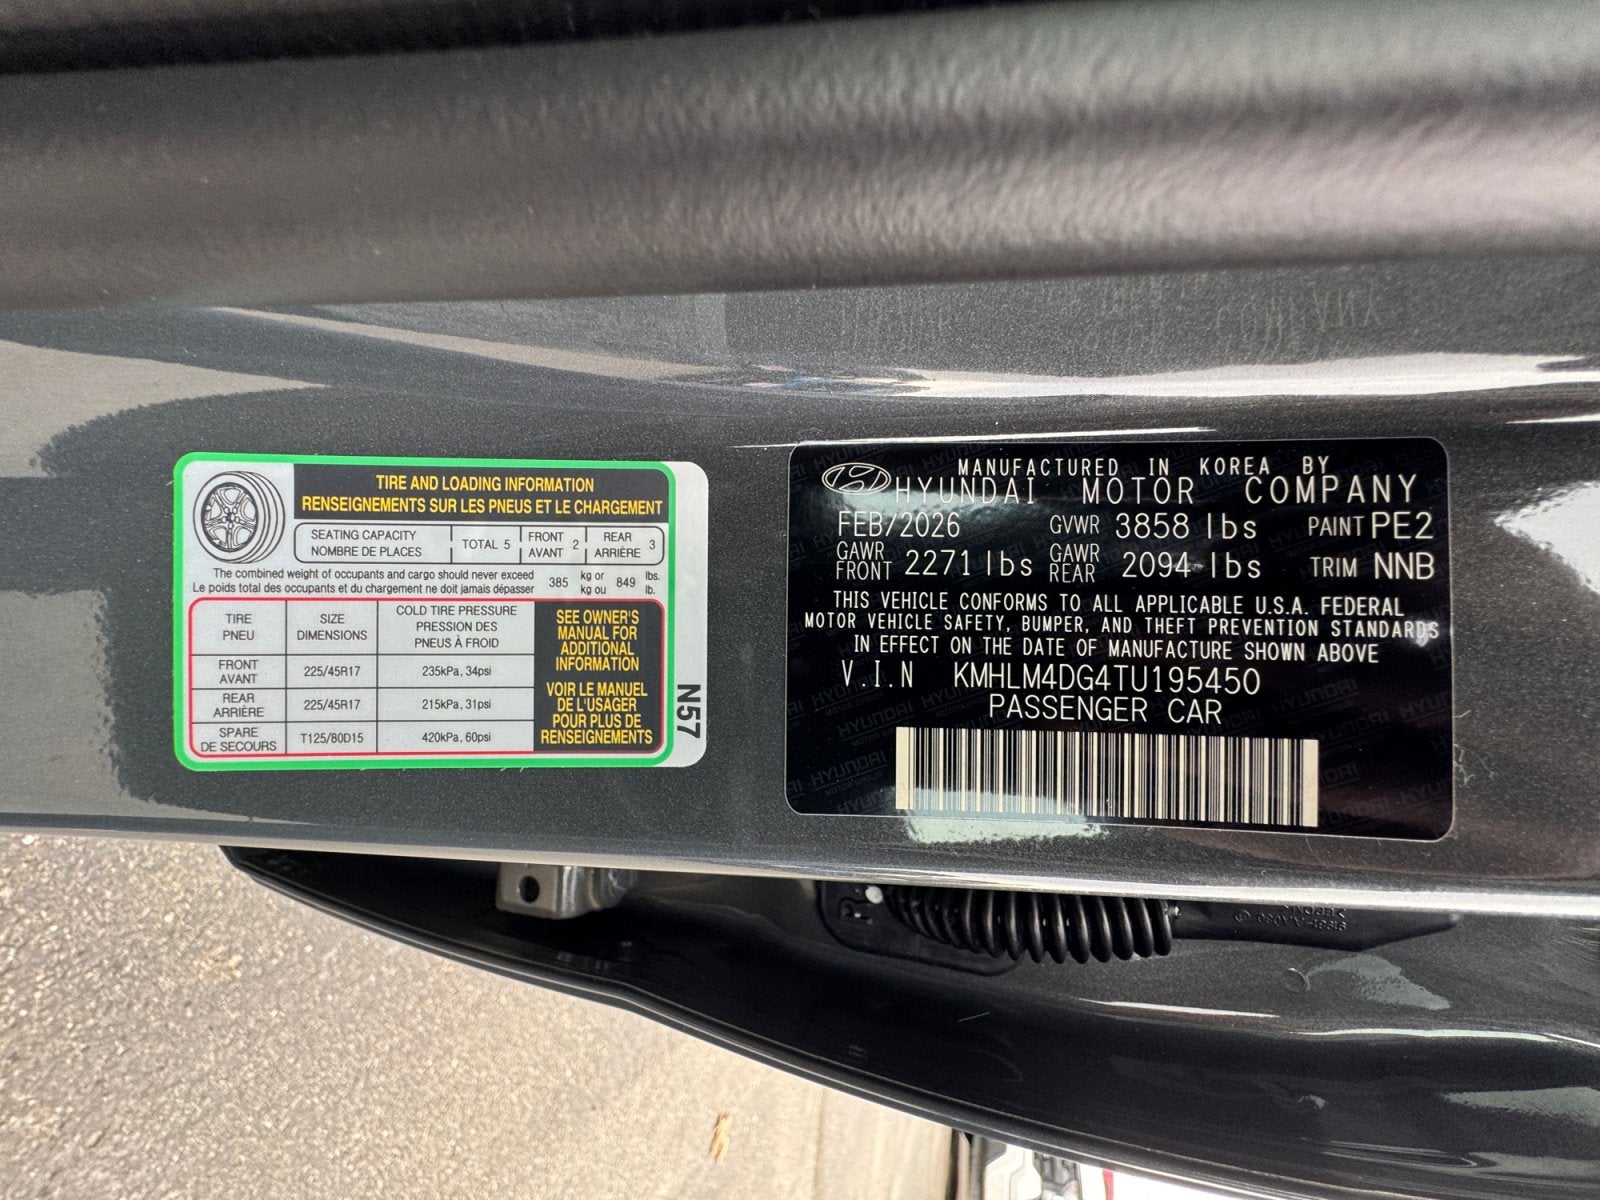 TIRE AND LOADING INFORMATION
RENSEIGNEMENTS SUR LES PNEUS ET LE CHARGEMENT
SEATING CAPACITY
NOMBRE DE PLACES
TOTAL 5
FRONT
AVANT 2
REAR
ARRIÈRE 3
The combined weight of occupants and cargo should never exceed
Le poids total des occupants et du chargement ne doit jamais dépasser
385
kg or
kg ou
849
lbs.
lb.
TIRE
PNEU
SIZE
DIMENSIONS
COLD TIRE PRESSURE
PRESSION DES
PNEUS À FROID
FRONT
AVANT
225/45R17
235kPa, 34psi
REAR
ARRIÈRE
225/45R17
215kPa, 31psi
SPARE
DE SECOURS
T125/80D15
420kPa, 60psi
SEE OWNER'S
MANUAL FOR
ADDITIONAL
INFORMATION
VOIR LE MANUEL
DE L'USAGER
POUR PLUS DE
RENSEIGNEMENTS
N57
MANUFACTURED IN KOREA BY
HYUNDAI MOTOR COMPANY
FEB/2026 GVWR 3858 lbs PAINT PE2
GAWR
FRONT 2271 lbs
GAWR
REAR 2094 lbs
TRIM NNB
THIS VEHICLE CONFORMS TO ALL APPLICABLE U.S.A. FEDERAL
MOTOR VEHICLE SAFETY, BUMPER, AND THEFT PREVENTION STANDARDS
IN EFFECT ON THE DATE OF MANUFACTURE SHOWN ABOVE
V.I.N KMHLM4DG4TU195450
PASSENGER CAR